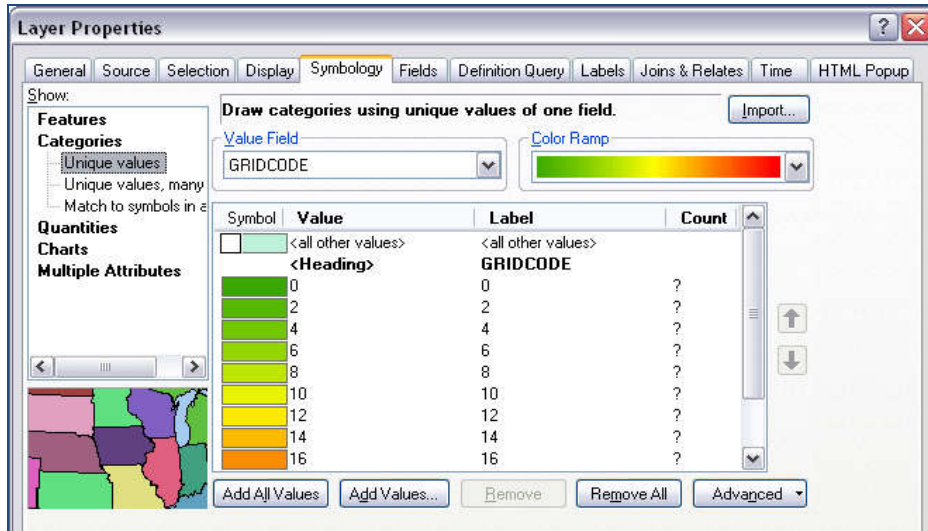 Layer Properties
General Source Selection Display Symbology Fields Definition Query Labels Joins & Relates Time HTML Popup
Show:
Features
Categories
Unique values
Unique values, many
Match to symbols in a
Quantities
Charts
Multiple Attributes
Draw categories using unique values of one field.
Import...
Value Field
GRIDCODE
Color Ramp
Symbol Value Label Count
<all other values> <all other values>
<Heading> GRIDCODE
0 0 ?
2 2 ?
4 4 ?
6 6 ?
8 8 ?
10 10 ?
12 12 ?
14 14 ?
16 16 ?
Add All Values Add Values... Remove Remove All Advanced